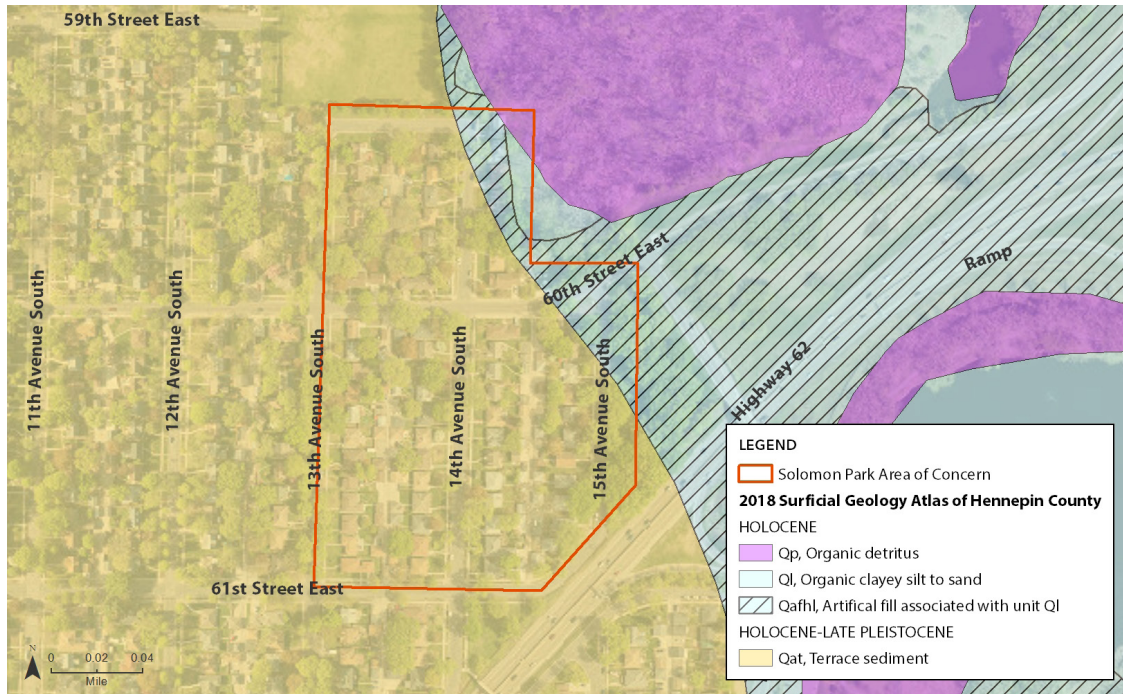 59th Street East
60th Street East
Ramp
Highway 62
11th Avenue South
12th Avenue South
13th Avenue South
14th Avenue South
15th Avenue South
61st Street East
N
0 0.02 0.04
Mile
LEGEND
Solomon Park Area of Concern
2018 Surficial Geology Atlas of Hennepin County
HOLOCENE
Qp, Organic detritus
Ql, Organic clayey silt to sand
Qafhl, Artifical fill associated with unit Ql
HOLOCENE-LATE PLEISTOCENE
Qat, Terrace sediment